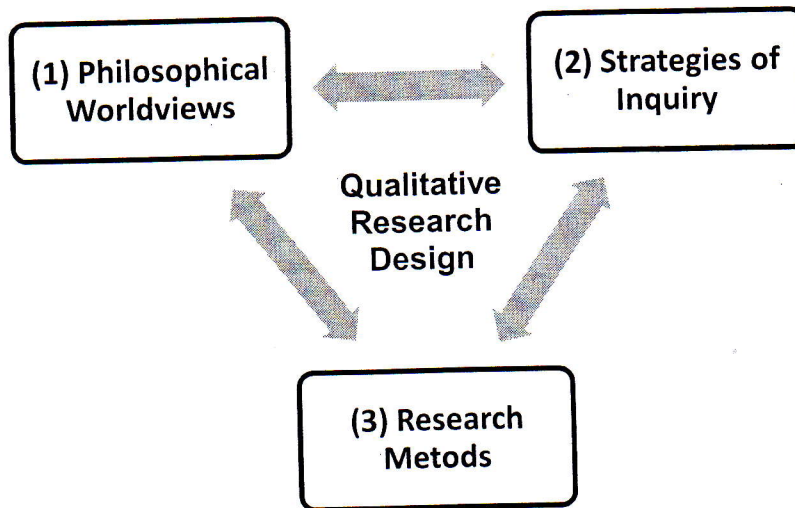 (1) Philosophical
Worldviews
(2) Strategies of
Inquiry
Qualitative
Research
Design
(3) Research
Metods